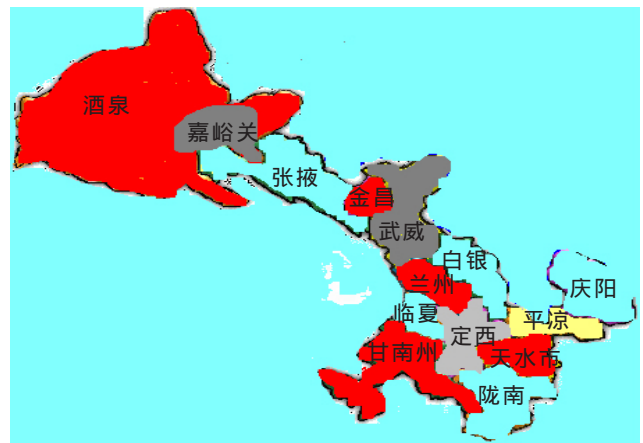 酒泉
嘉峪关
张掖
金昌
武威
白银
兰州
庆阳
临夏
平凉
定西
甘南州
天水市
陇南